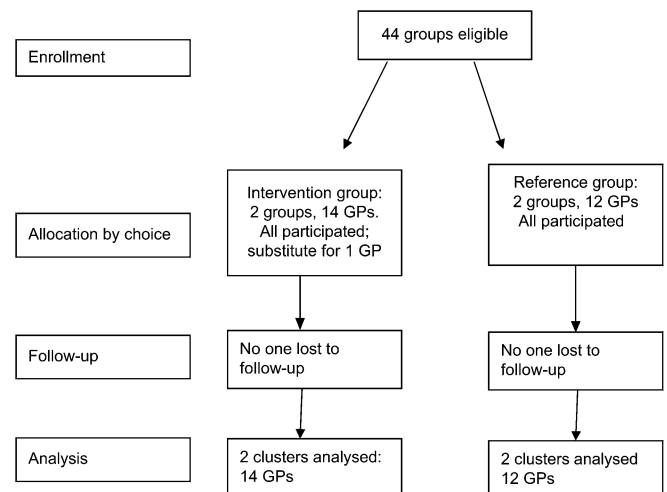 44 groups eligible
Enrollment
Intervention group:
2 groups, 14 GPs.
All participated;
substitute for 1 GP
Reference group:
2 groups, 12 GPs
All participated
Allocation by choice
No one lost to
follow-up
No one lost to
follow-up
Follow-up
2 clusters analysed:
14 GPs
2 clusters analysed
12 GPs
Analysis